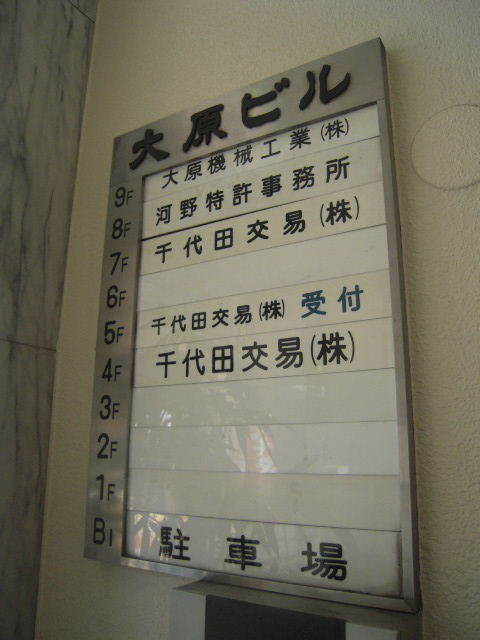 大原ビル
9F 大原機械工業(株)
8F 河野特許事務所
7F 千代田交易(株)
6F
5F 千代田交易(株) 受付
4F 千代田交易(株)
3F
2F
1F
B1 駐車場